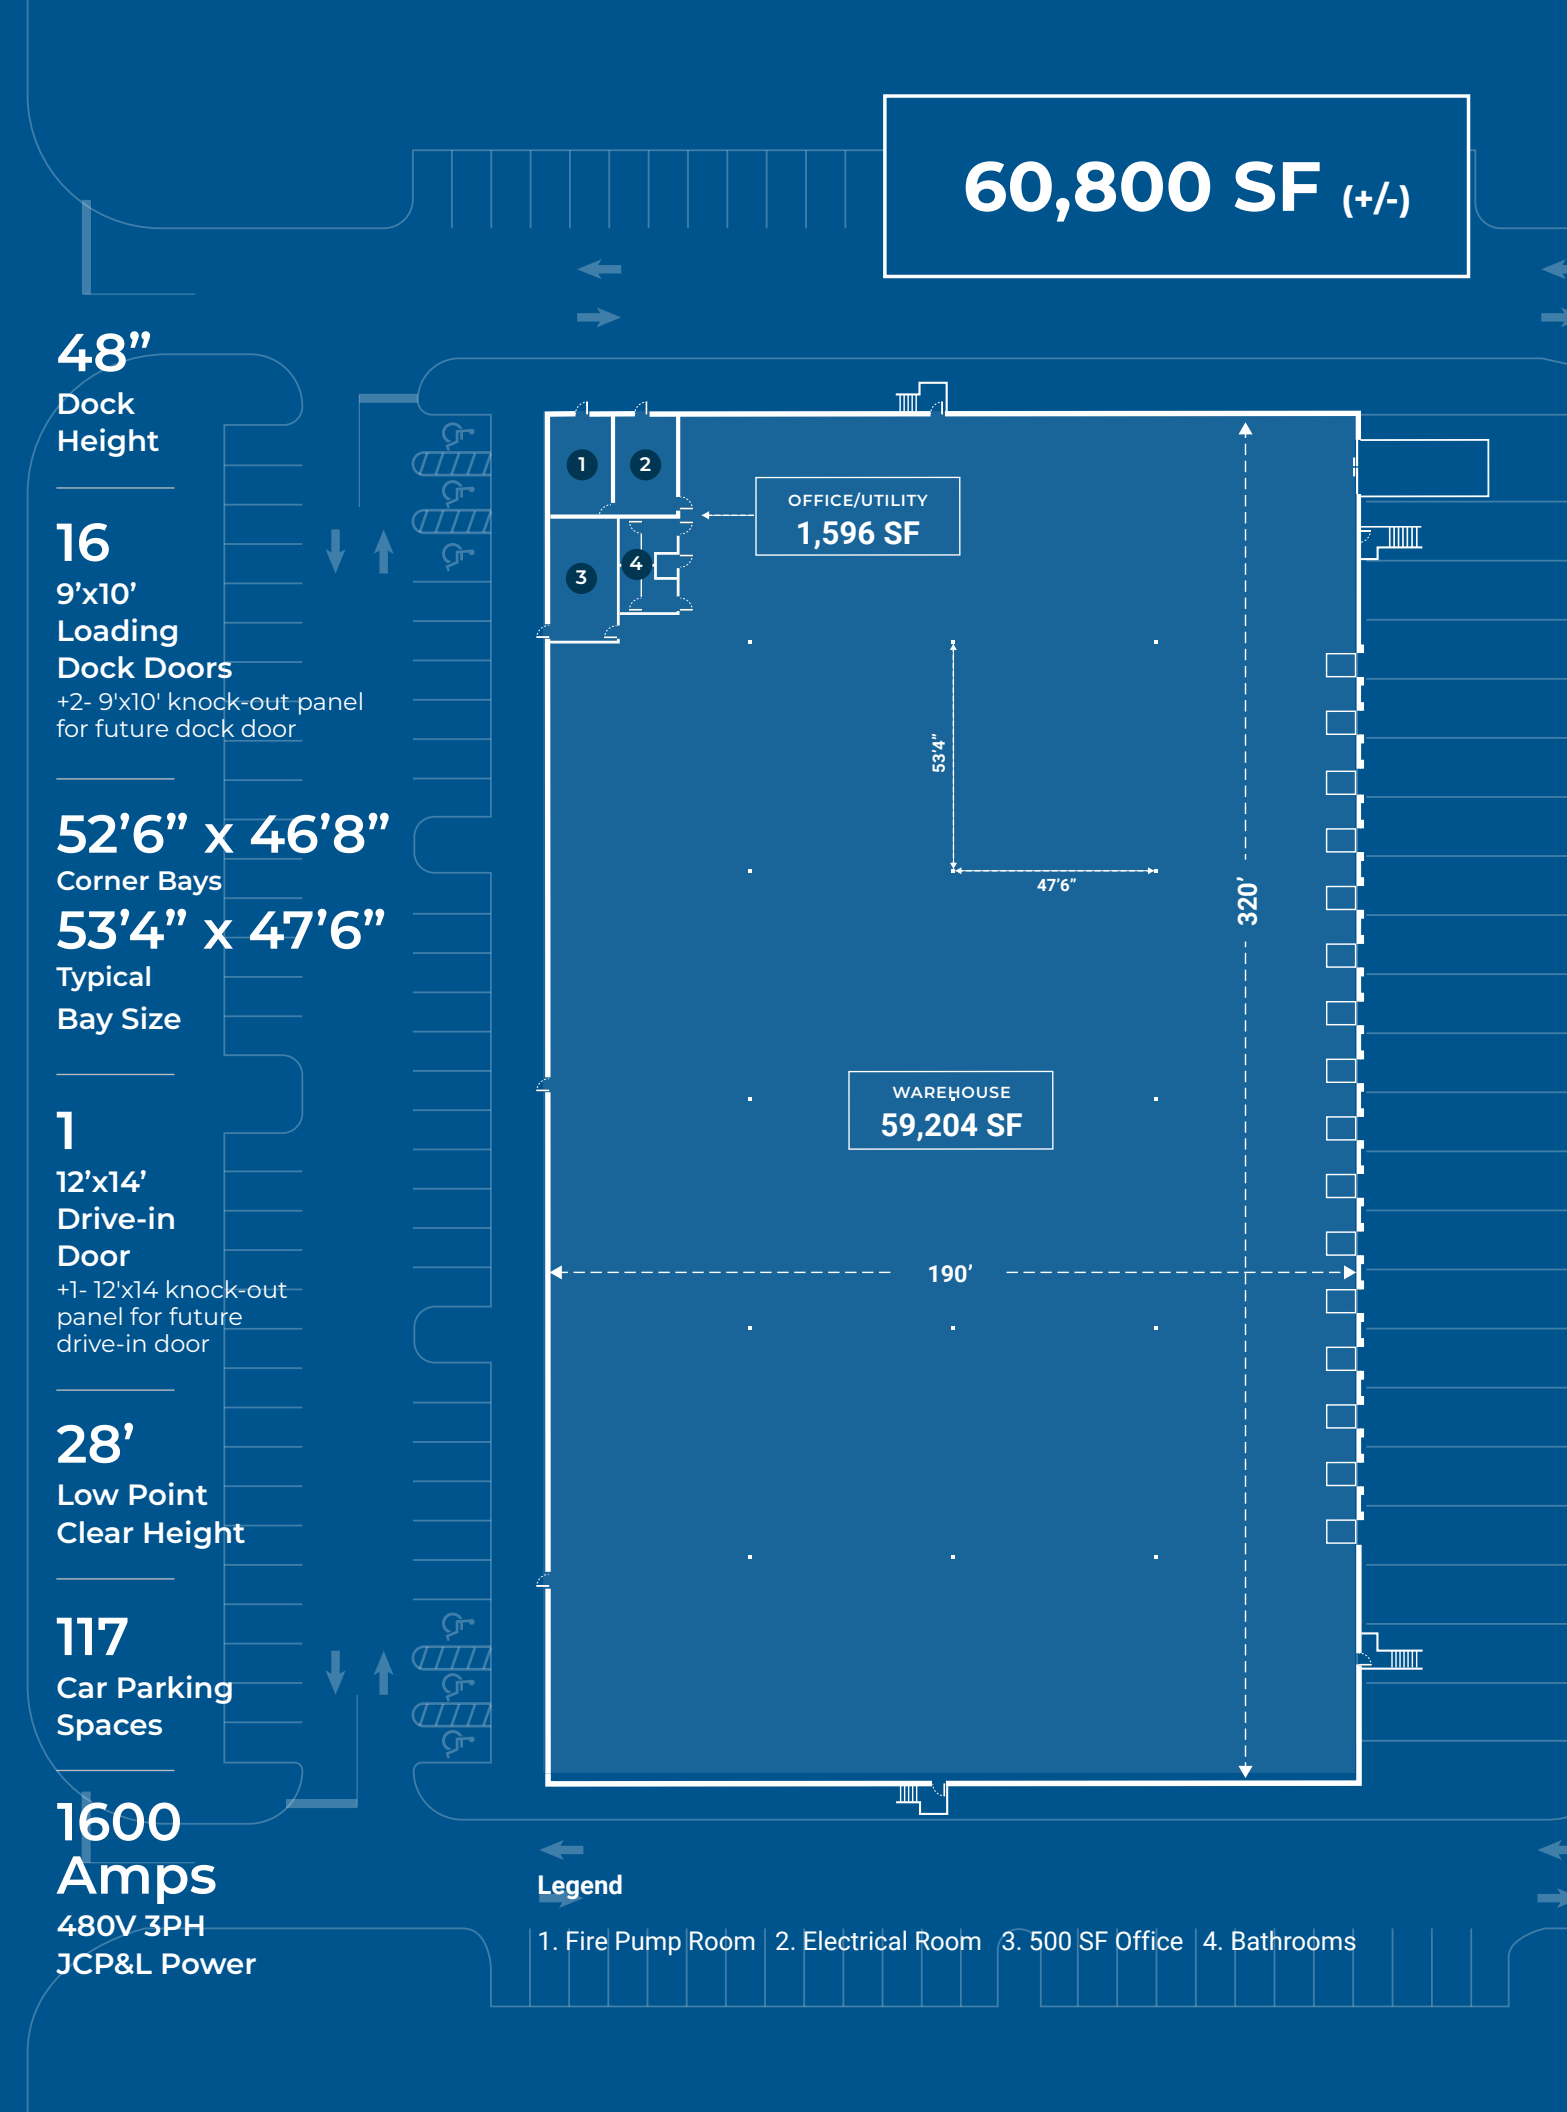 60,800 SF (+/-)
48”
Dock
Height
16
9’x10’
Loading
Dock Doors
+2- 9'x10' knock-out panel
for future dock door
52’6” x 46’8”
Corner Bays
53’4” x 47’6”
Typical
Bay Size
1
12’x14’
Drive-in
Door
+1- 12'x14 knock-out
panel for future
drive-in door
28’
Low Point
Clear Height
117
Car Parking
Spaces
1600
Amps
480V 3PH
JCP&L Power
1
2
3
4
OFFICE/UTILITY
1,596 SF
53’4”
47’6”
320’
WAREHOUSE
59,204 SF
190’
Legend
1. Fire Pump Room 2. Electrical Room 3. 500 SF Office 4. Bathrooms